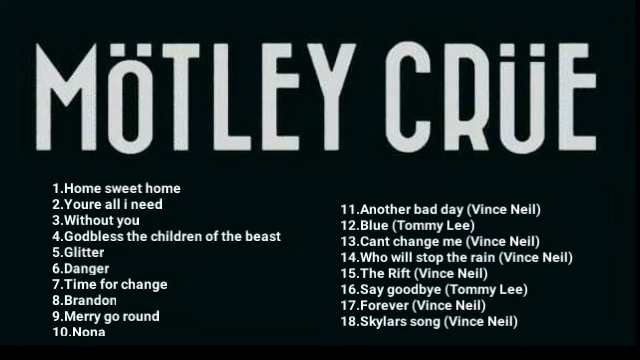 MÖTLEY CRÜE
1.Home sweet home
2.Youre all i need
3.Without you
4.Godbless the children of the beast
5.Glitter
6.Danger
7.Time for change
8.Brandon
9.Merry go round
10.Nona
11.Another bad day (Vince Neil)
12.Blue (Tommy Lee)
13.Cant change me (Vince Neil)
14.Who will stop the rain (Vince Neil)
15.The Rift (Vince Neil)
16.Say goodbye (Tommy Lee)
17.Forever (Vince Neil)
18.Skylars song (Vince Neil)